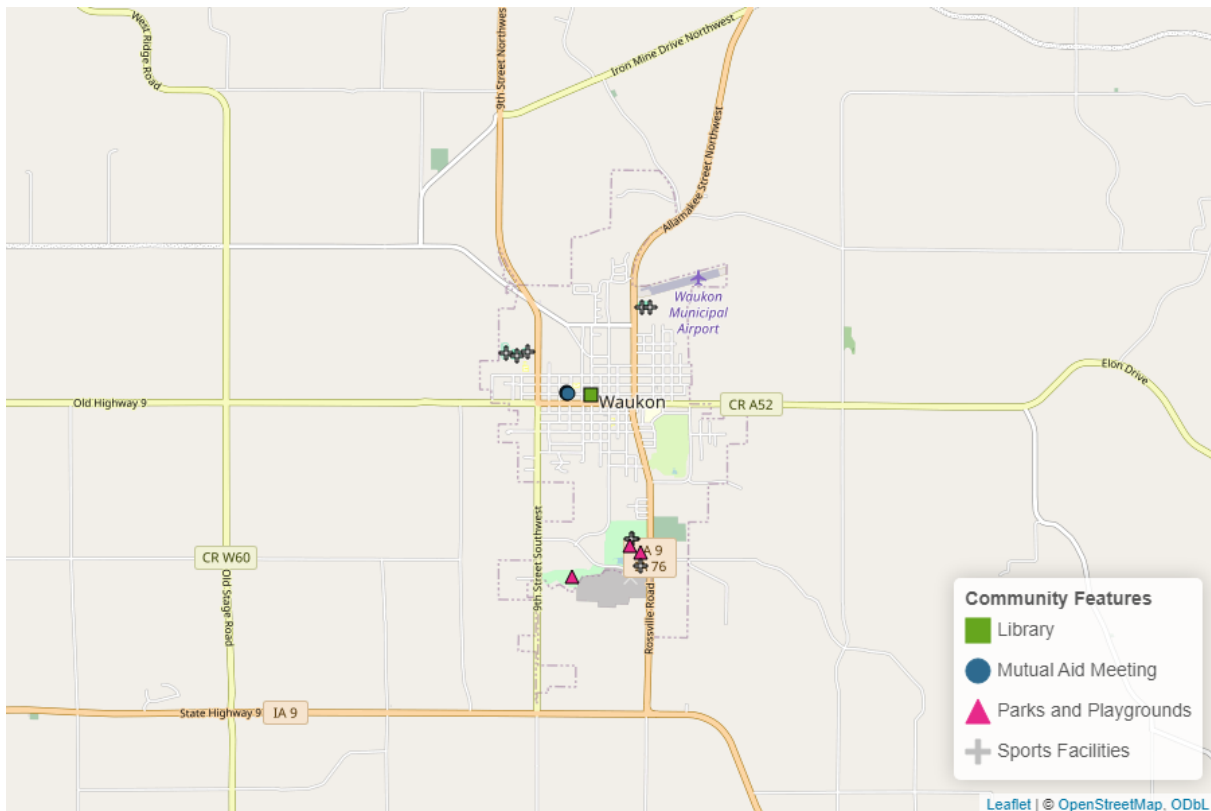 West Ridge Road
9th Street Northwest
Iron Mine Drive Northwest
Allamakee Street Northwest
Waukon
Municipal
Airport
Elon Drive
Old Highway 9
Waukon
CR A52
CR W60
Old Stage Road
9th Street Southwest
IA 9
76
Rossville Road
State Highway 9
IA 9
Community Features
Library
Mutual Aid Meeting
Parks and Playgrounds
Sports Facilities
Leaflet | © OpenStreetMap, ODbL